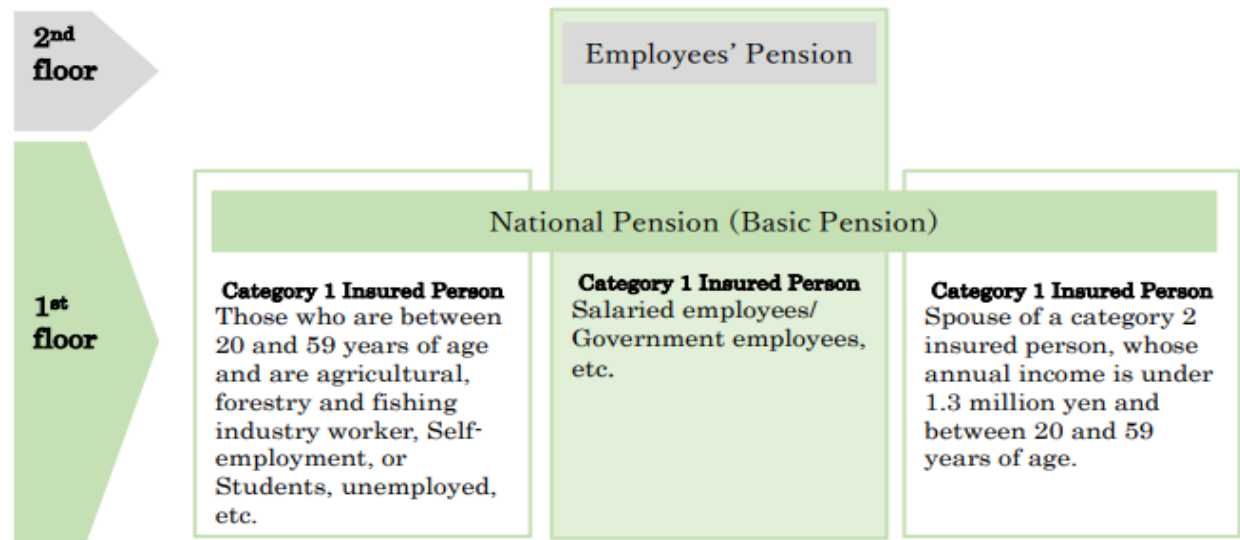 2nd
floor
Employees’ Pension
National Pension (Basic Pension)
1st
floor
Category 1 Insured Person
Those who are between
20 and 59 years of age
and are agricultural,
forestry and fishing
industry worker, Self-
employment, or
Students, unemployed,
etc.
Category 1 Insured Person
Salaried employees/
Government employees,
etc.
Category 1 Insured Person
Spouse of a category 2
insured person, whose
annual income is under
1.3 million yen and
between 20 and 59
years of age.